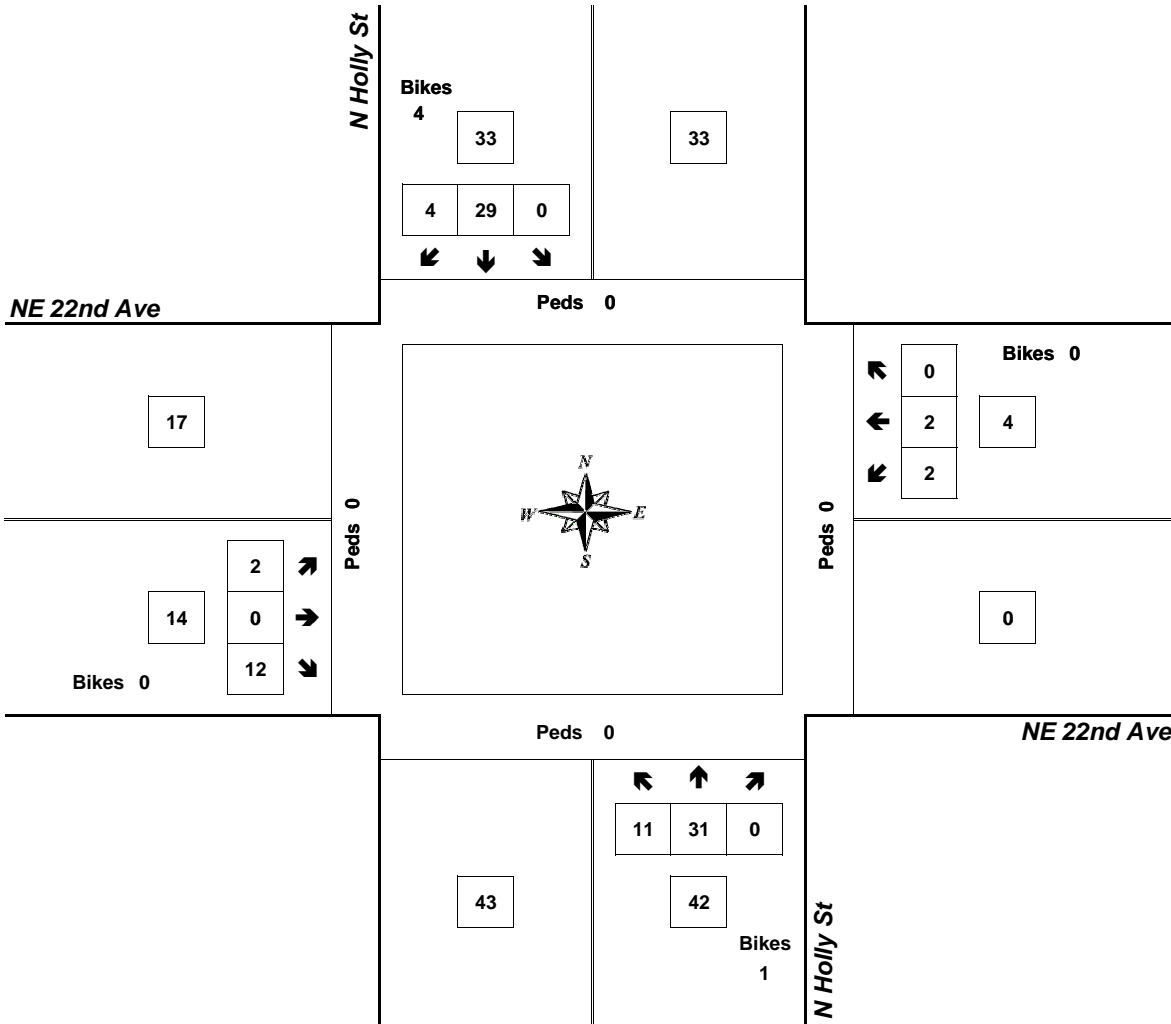 N Holly St
Bikes
4
33
33
4 29 0
Peds 0
NE 22nd Ave
Bikes 0
0
2
4
2
17
N
W E
S
Peds 0
Peds 0
2
14
0
0
12
Bikes 0
Peds 0
NE 22nd Ave
11 31 0
43
42
Bikes
1
N Holly St